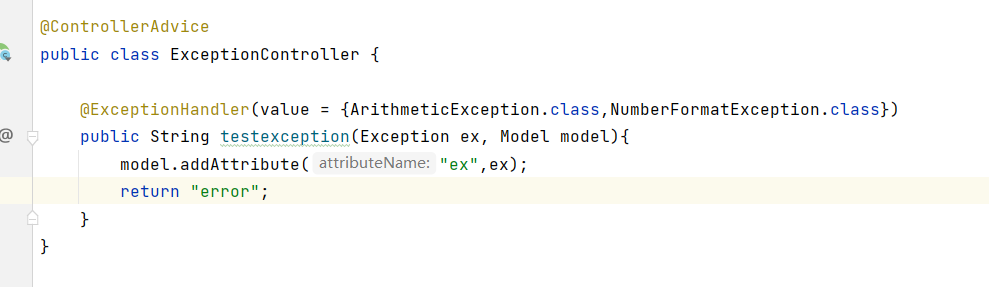 @ControllerAdvice
public class ExceptionController {
@ExceptionHandler(value = {ArithmeticException.class,NumberFormatException.class})
public String testexception(Exception ex, Model model){
model.addAttribute( attributeName: "ex",ex);
return "error";
}
}